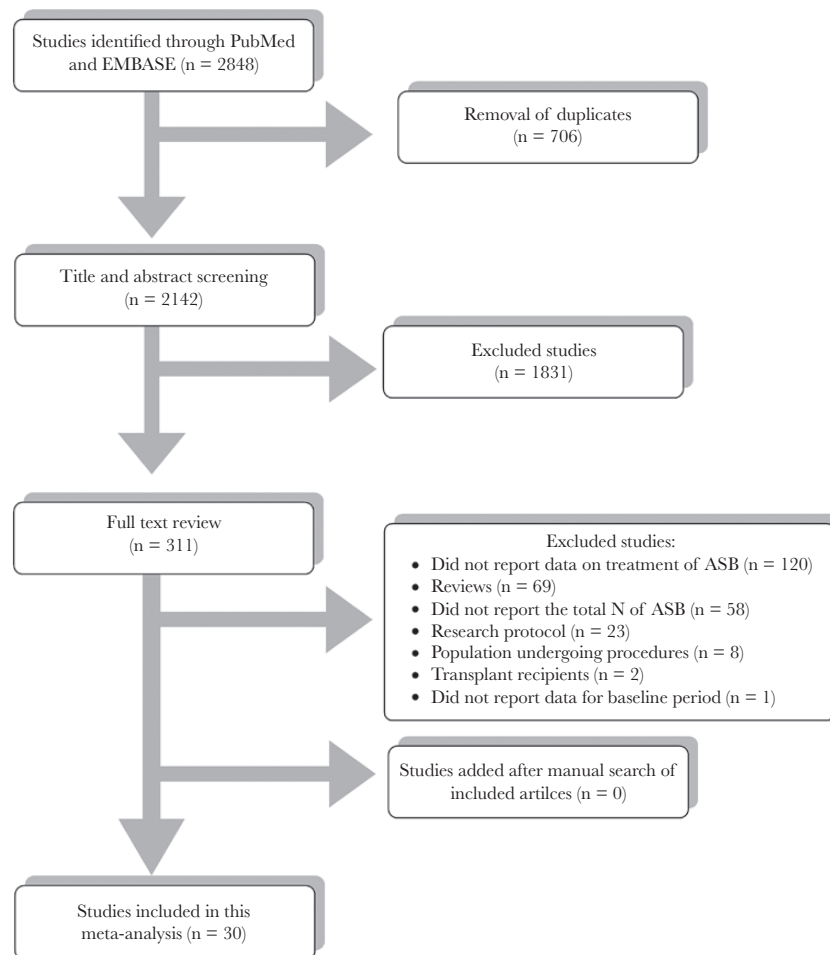 Studies identified through PubMed
and EMBASE (n = 2848)
Removal of duplicates
(n = 706)
Title and abstract screening
(n = 2142)
Excluded studies
(n = 1831)
Full text review
(n = 311)
Excluded studies:
• Did not report data on treatment of ASB (n = 120)
• Reviews (n = 69)
• Did not report the total N of ASB (n = 58)
• Research protocol (n = 23)
• Population undergoing procedures (n = 8)
• Transplant recipients (n = 2)
• Did not report data for baseline period (n = 1)
Studies added after manual search of
included artilces (n = 0)
Studies included in this
meta-analysis (n = 30)